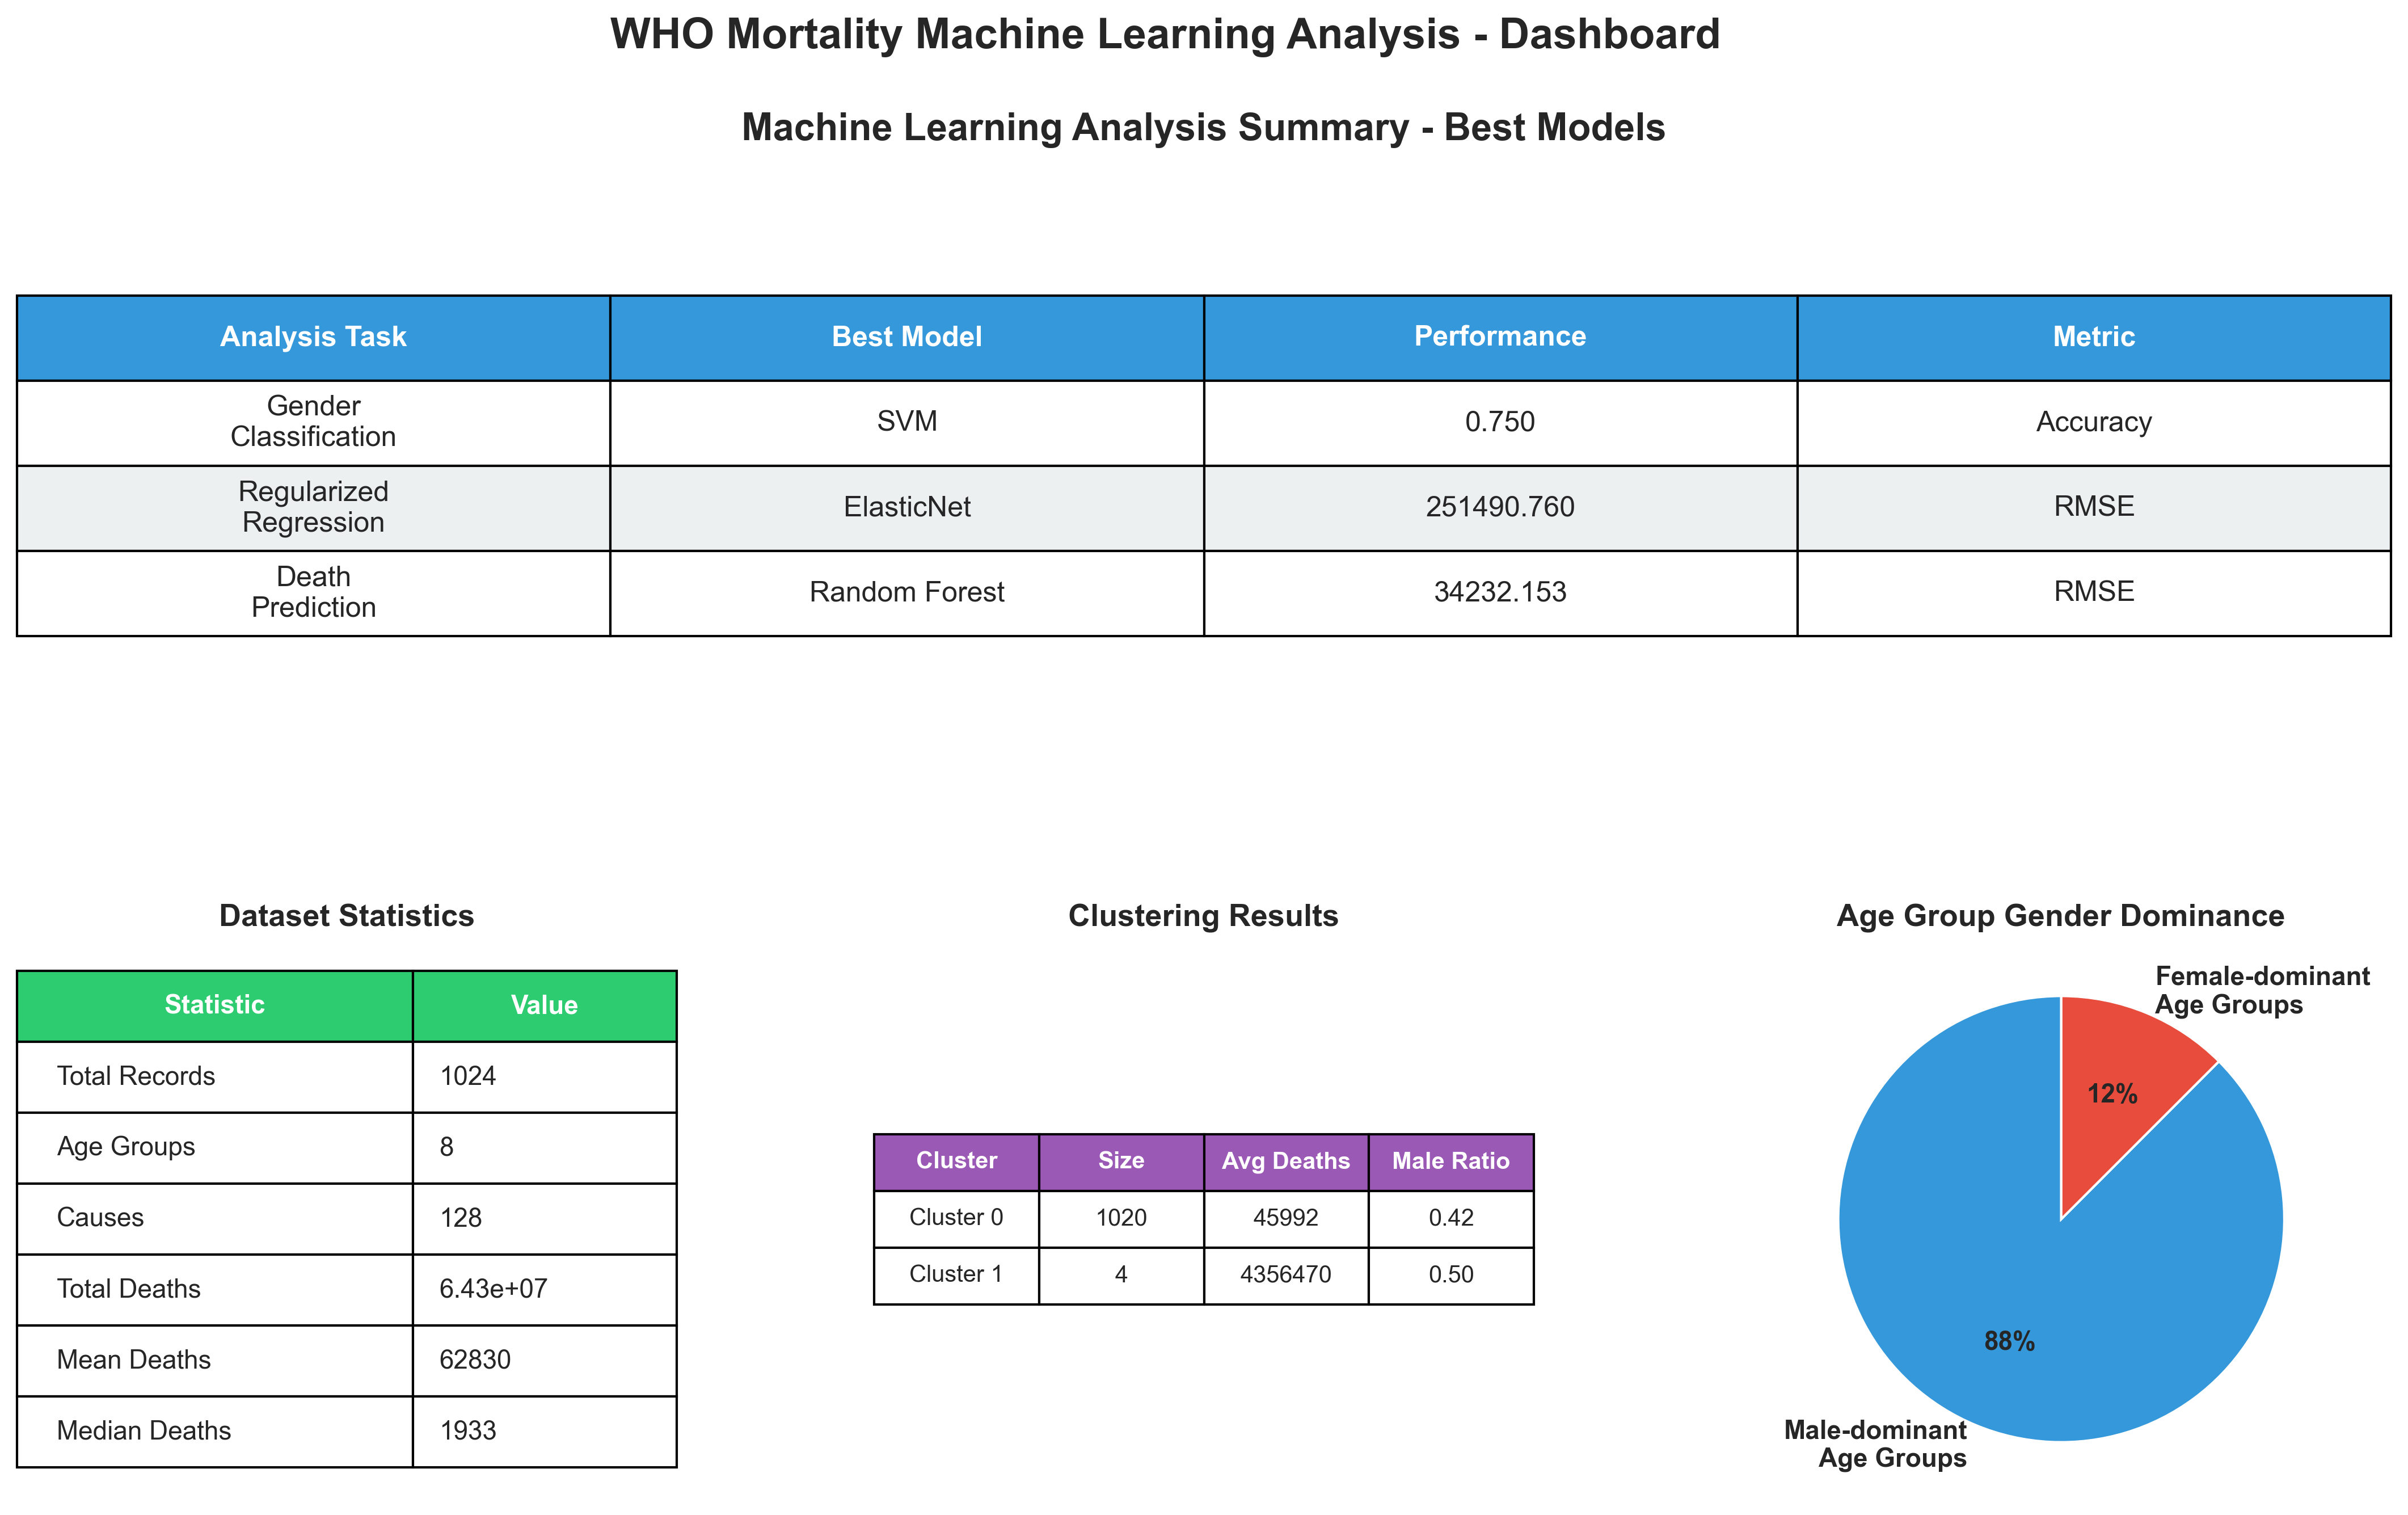 WHO Mortality Machine Learning Analysis - Dashboard
Machine Learning Analysis Summary - Best Models
Analysis Task Best Model Performance Metric
Gender
Classification SVM 0.750 Accuracy
Regularized
Regression ElasticNet 251490.760 RMSE
Death
Prediction Random Forest 34232.153 RMSE
Dataset Statistics
Statistic Value
Total Records 1024
Age Groups 8
Causes 128
Total Deaths 6.43e+07
Mean Deaths 62830
Median Deaths 1933
Clustering Results
Cluster Size Avg Deaths Male Ratio
Cluster 0 1020 45992 0.42
Cluster 1 4 4356470 0.50
Age Group Gender Dominance
Female-dominant
Age Groups
12%
88%
Male-dominant
Age Groups